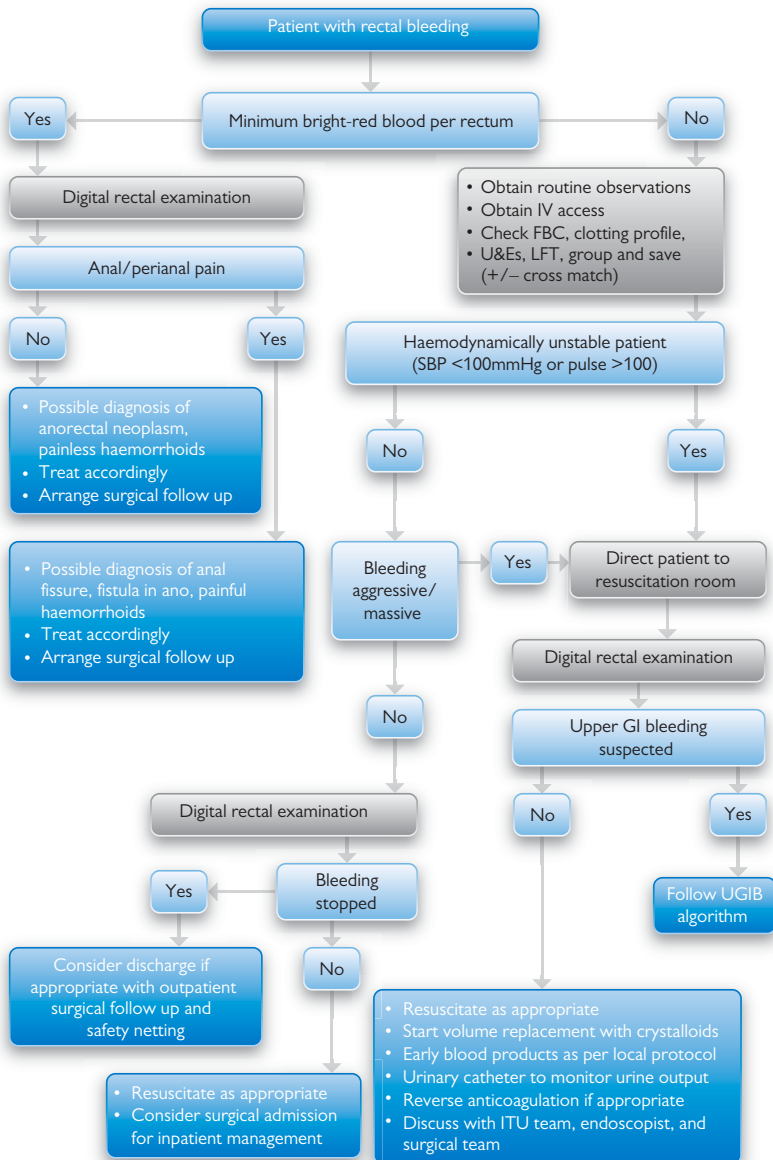 Patient with rectal bleeding
Yes
Minimum bright-red blood per rectum
No
Digital rectal examination
• Obtain routine observations
• Obtain IV access
• Check FBC, clotting profile,
• U&Es, LFT, group and save
(+/– cross match)
Anal/perianal pain
No
Yes
Haemodynamically unstable patient
(SBP <100mmHg or pulse >100)
• Possible diagnosis of
anorectal neoplasm,
painless haemorrhoids
• Treat accordingly
• Arrange surgical follow up
No
Yes
• Possible diagnosis of anal
fissure, fistula in ano, painful
haemorrhoids
• Treat accordingly
• Arrange surgical follow up
Bleeding
aggressive/
massive
Yes
Direct patient to
resuscitation room
Digital rectal examination
No
Upper GI bleeding
suspected
Digital rectal examination
No
Yes
Yes
Bleeding
stopped
Follow UGIB
algorithm
Consider discharge if
appropriate with outpatient
surgical follow up and
safety netting
No
• Resuscitate as appropriate
• Consider surgical admission
for inpatient management
• Resuscitate as appropriate
• Start volume replacement with crystalloids
• Early blood products as per local protocol
• Urinary catheter to monitor urine output
• Reverse anticoagulation if appropriate
• Discuss with ITU team, endoscopist, and
surgical team